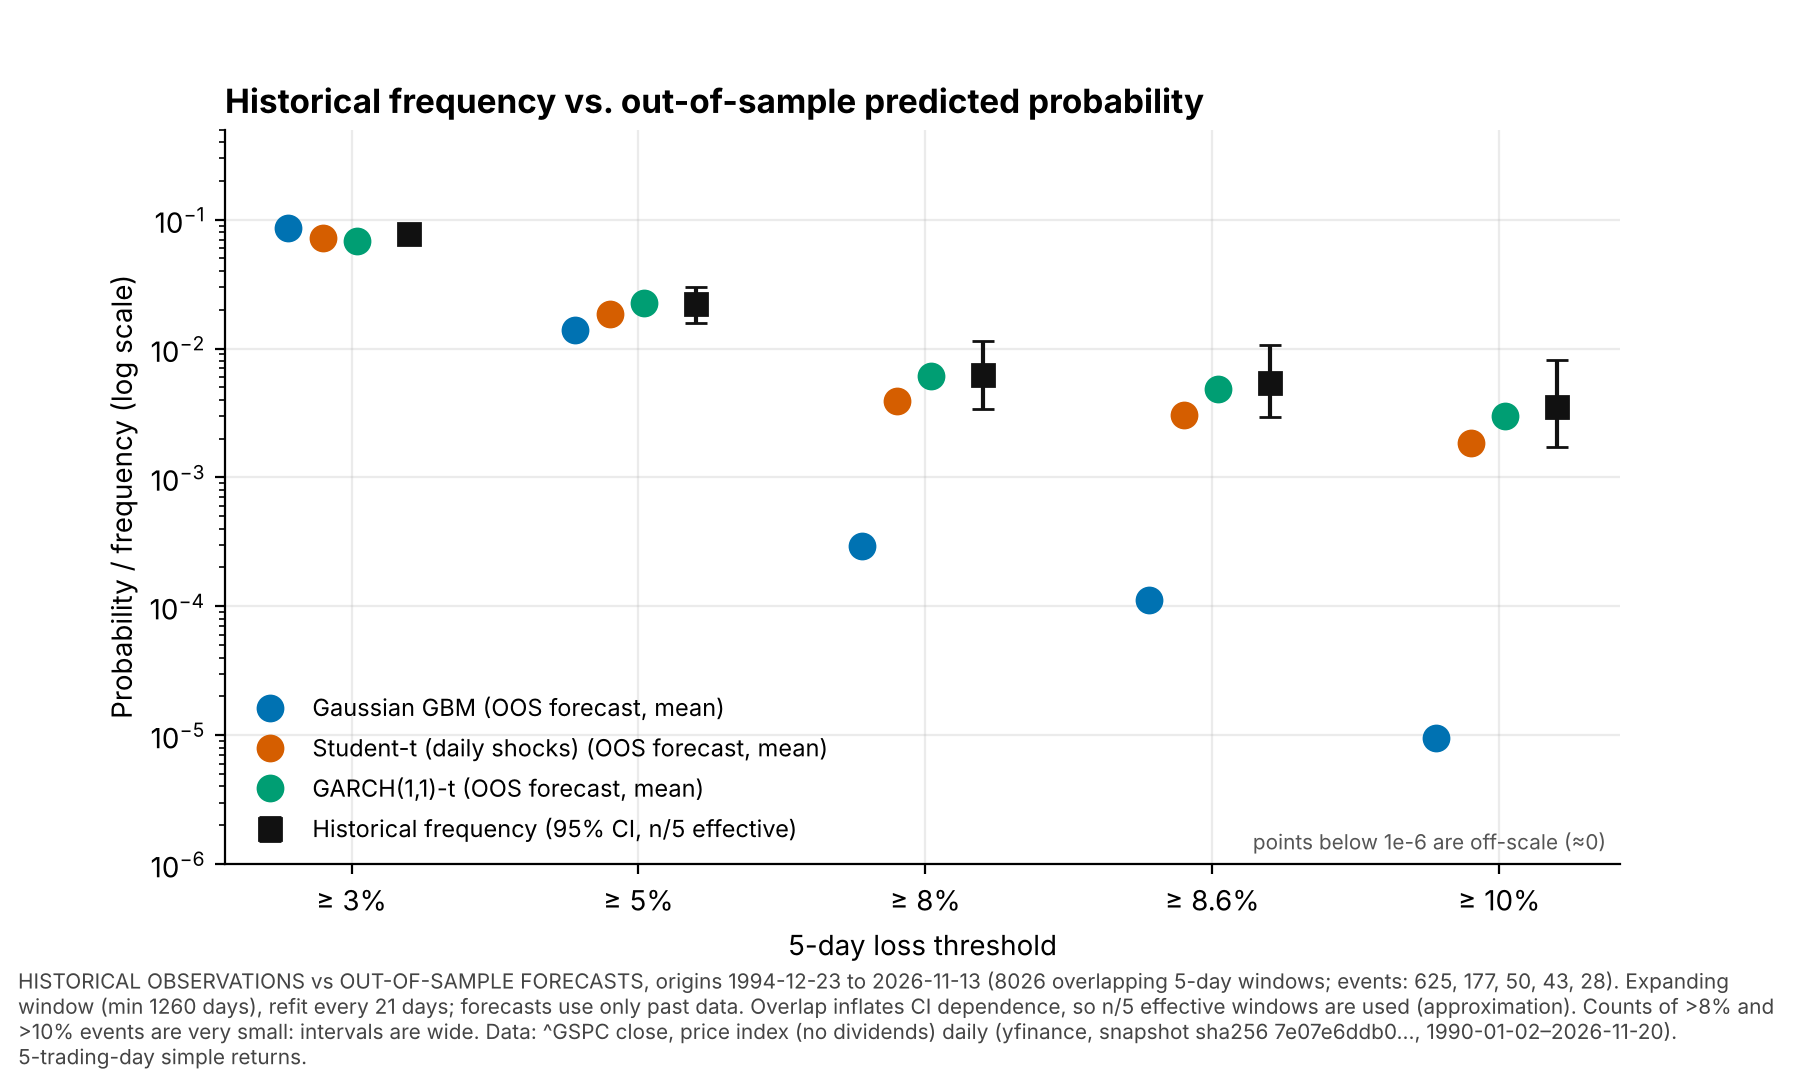 Historical frequency vs. out-of-sample predicted probability
Probability / frequency (log scale)
10⁻¹
10⁻²
10⁻³
10⁻⁴
10⁻⁵
10⁻⁶
Gaussian GBM (OOS forecast, mean)
Student-t (daily shocks) (OOS forecast, mean)
GARCH(1,1)-t (OOS forecast, mean)
Historical frequency (95% CI, n/5 effective)
points below 1e-6 are off-scale (≈0)
≥ 3%
≥ 5%
≥ 8%
≥ 8.6%
≥ 10%
5-day loss threshold
HISTORICAL OBSERVATIONS vs OUT-OF-SAMPLE FORECASTS, origins 1994-12-23 to 2026-11-13 (8026 overlapping 5-day windows; events: 625, 177, 50, 43, 28). Expanding
window (min 1260 days), refit every 21 days; forecasts use only past data. Overlap inflates CI dependence, so n/5 effective windows are used (approximation). Counts of >8% and
>10% events are very small: intervals are wide. Data: ^GSPC close, price index (no dividends) daily (yfinance, snapshot sha256 7e07e6ddb0..., 1990-01-02–2026-11-20).
5-trading-day simple returns.